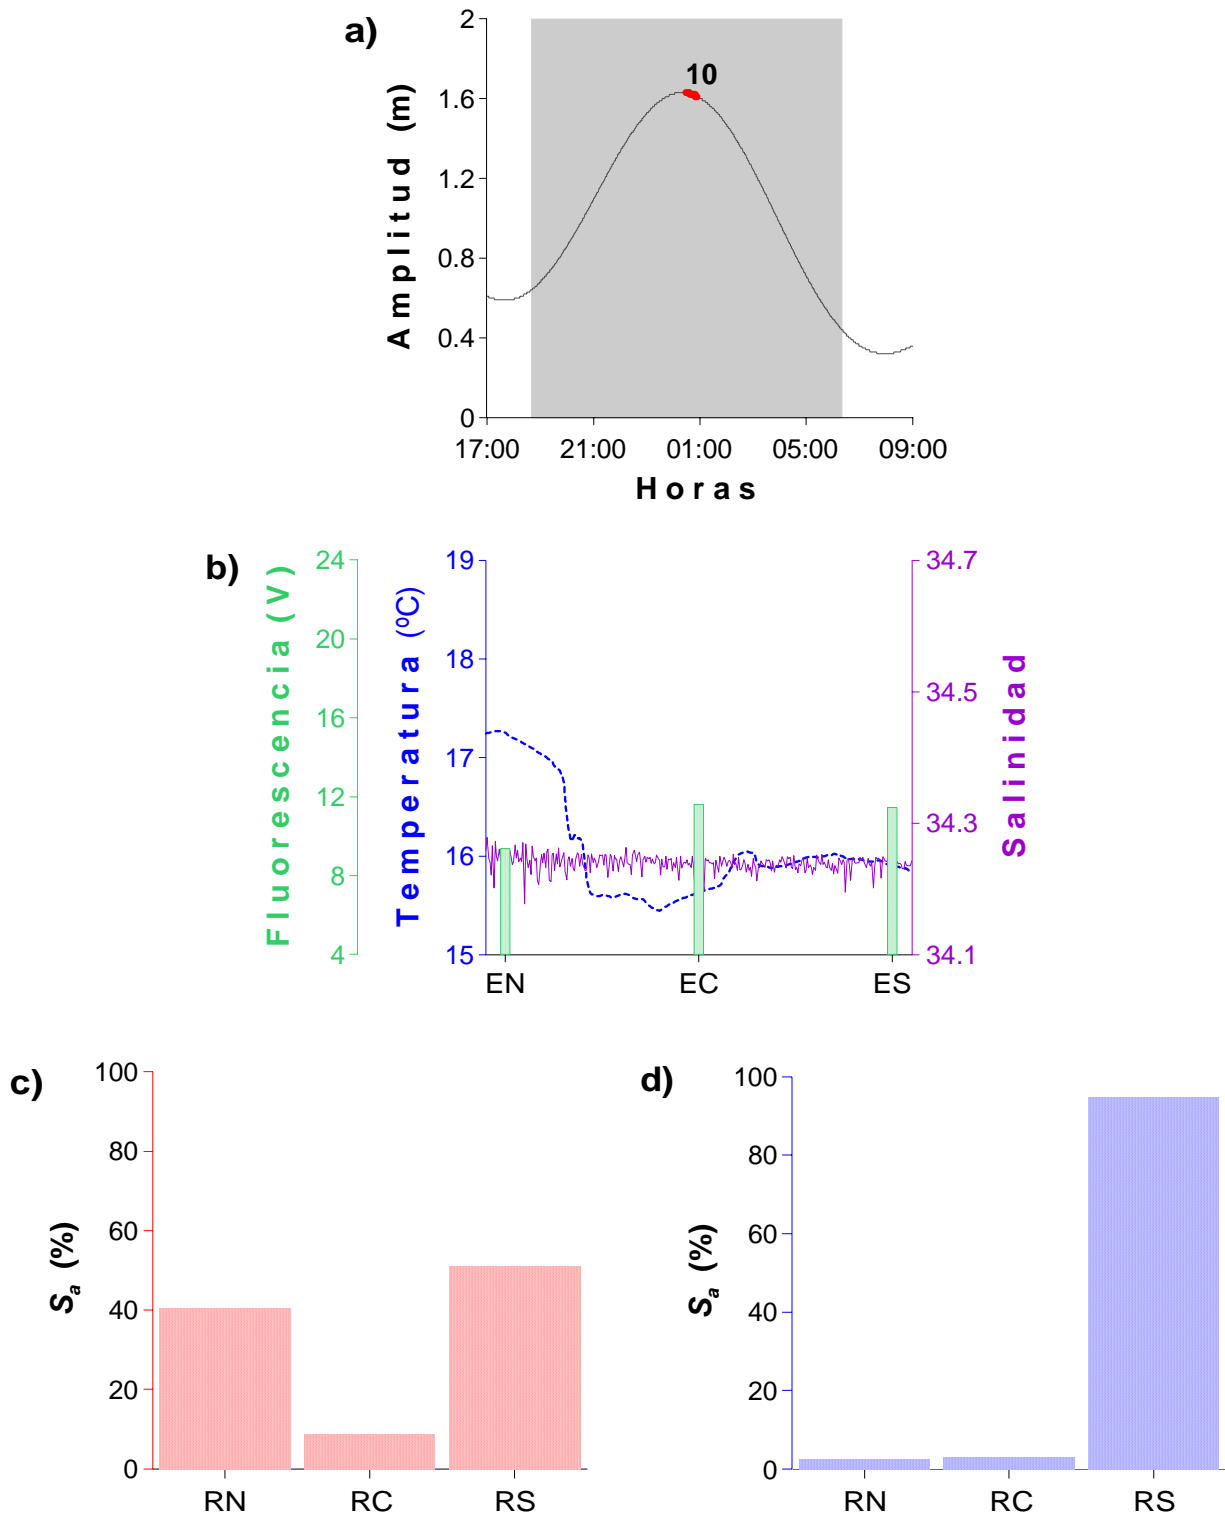 a)
Amplitud (m)
2
1.6
1.2
0.8
0.4
0
10
17:00 21:00 01:00 05:00 09:00
Horas
b)
Fluorescencia (V)
24
20
16
12
8
4
Temperatura (ºC)
19
18
17
16
15
34.7
34.5
34.3
34.1
Salinidad
EN EC ES
c)
Sa (%)
100
80
60
40
20
0
RN RC RS
d)
Sa (%)
100
80
60
40
20
0
RN RC RS